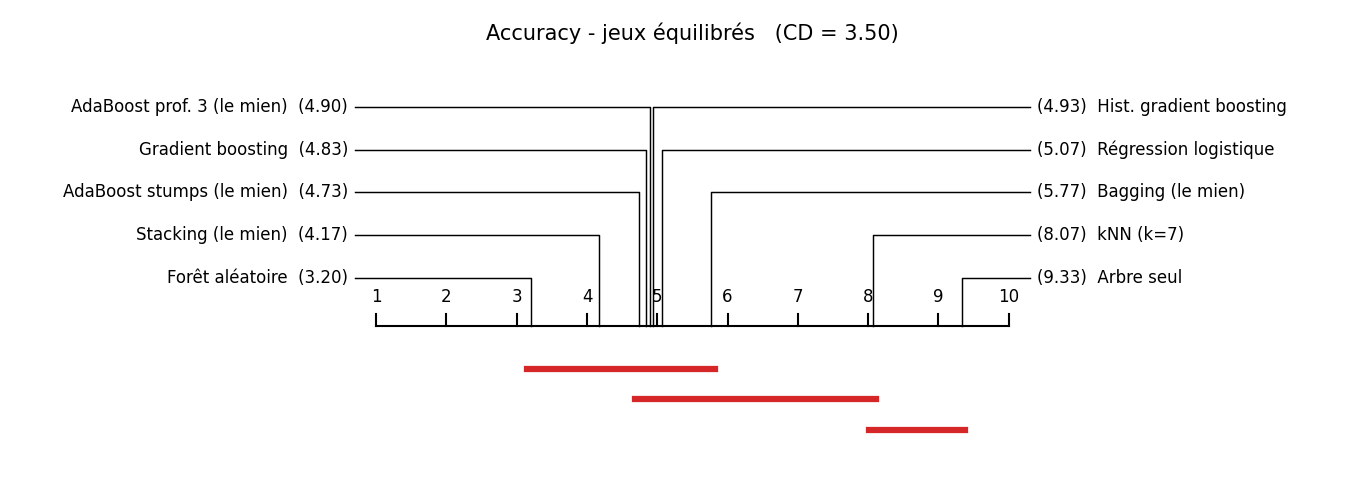 Accuracy - jeux équilibrés (CD = 3.50)
AdaBoost prof. 3 (le mien) (4.90)
(4.93) Hist. gradient boosting
Gradient boosting (4.83)
(5.07) Régression logistique
AdaBoost stumps (le mien) (4.73)
(5.77) Bagging (le mien)
Stacking (le mien) (4.17)
(8.07) kNN (k=7)
Forêt aléatoire (3.20)
(9.33) Arbre seul
1 2 3 4 5 6 7 8 9 10